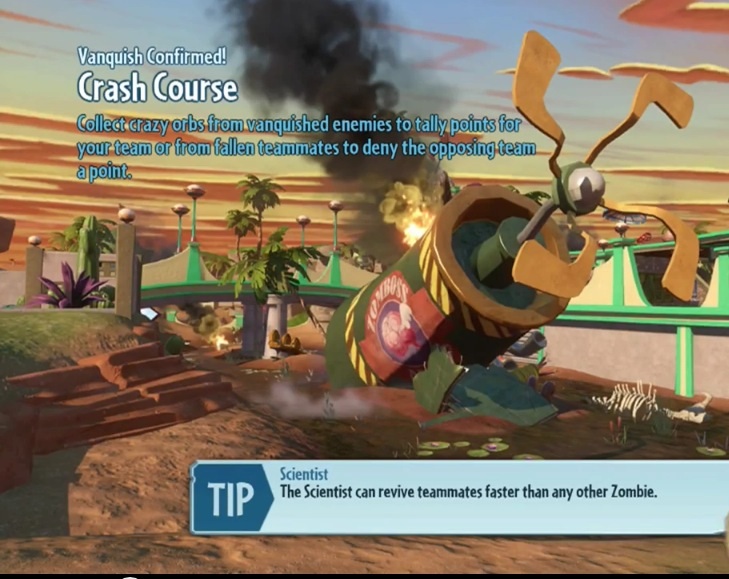 Vanquish Confirmed!
Crash Course
Collect crazy orbs from vanquished enemies to tally points for
your team or from fallen teammates to deny the opposing team
a point.
ZOMBOSS
TIP
Scientist
The Scientist can revive teammates faster than any other Zombie.